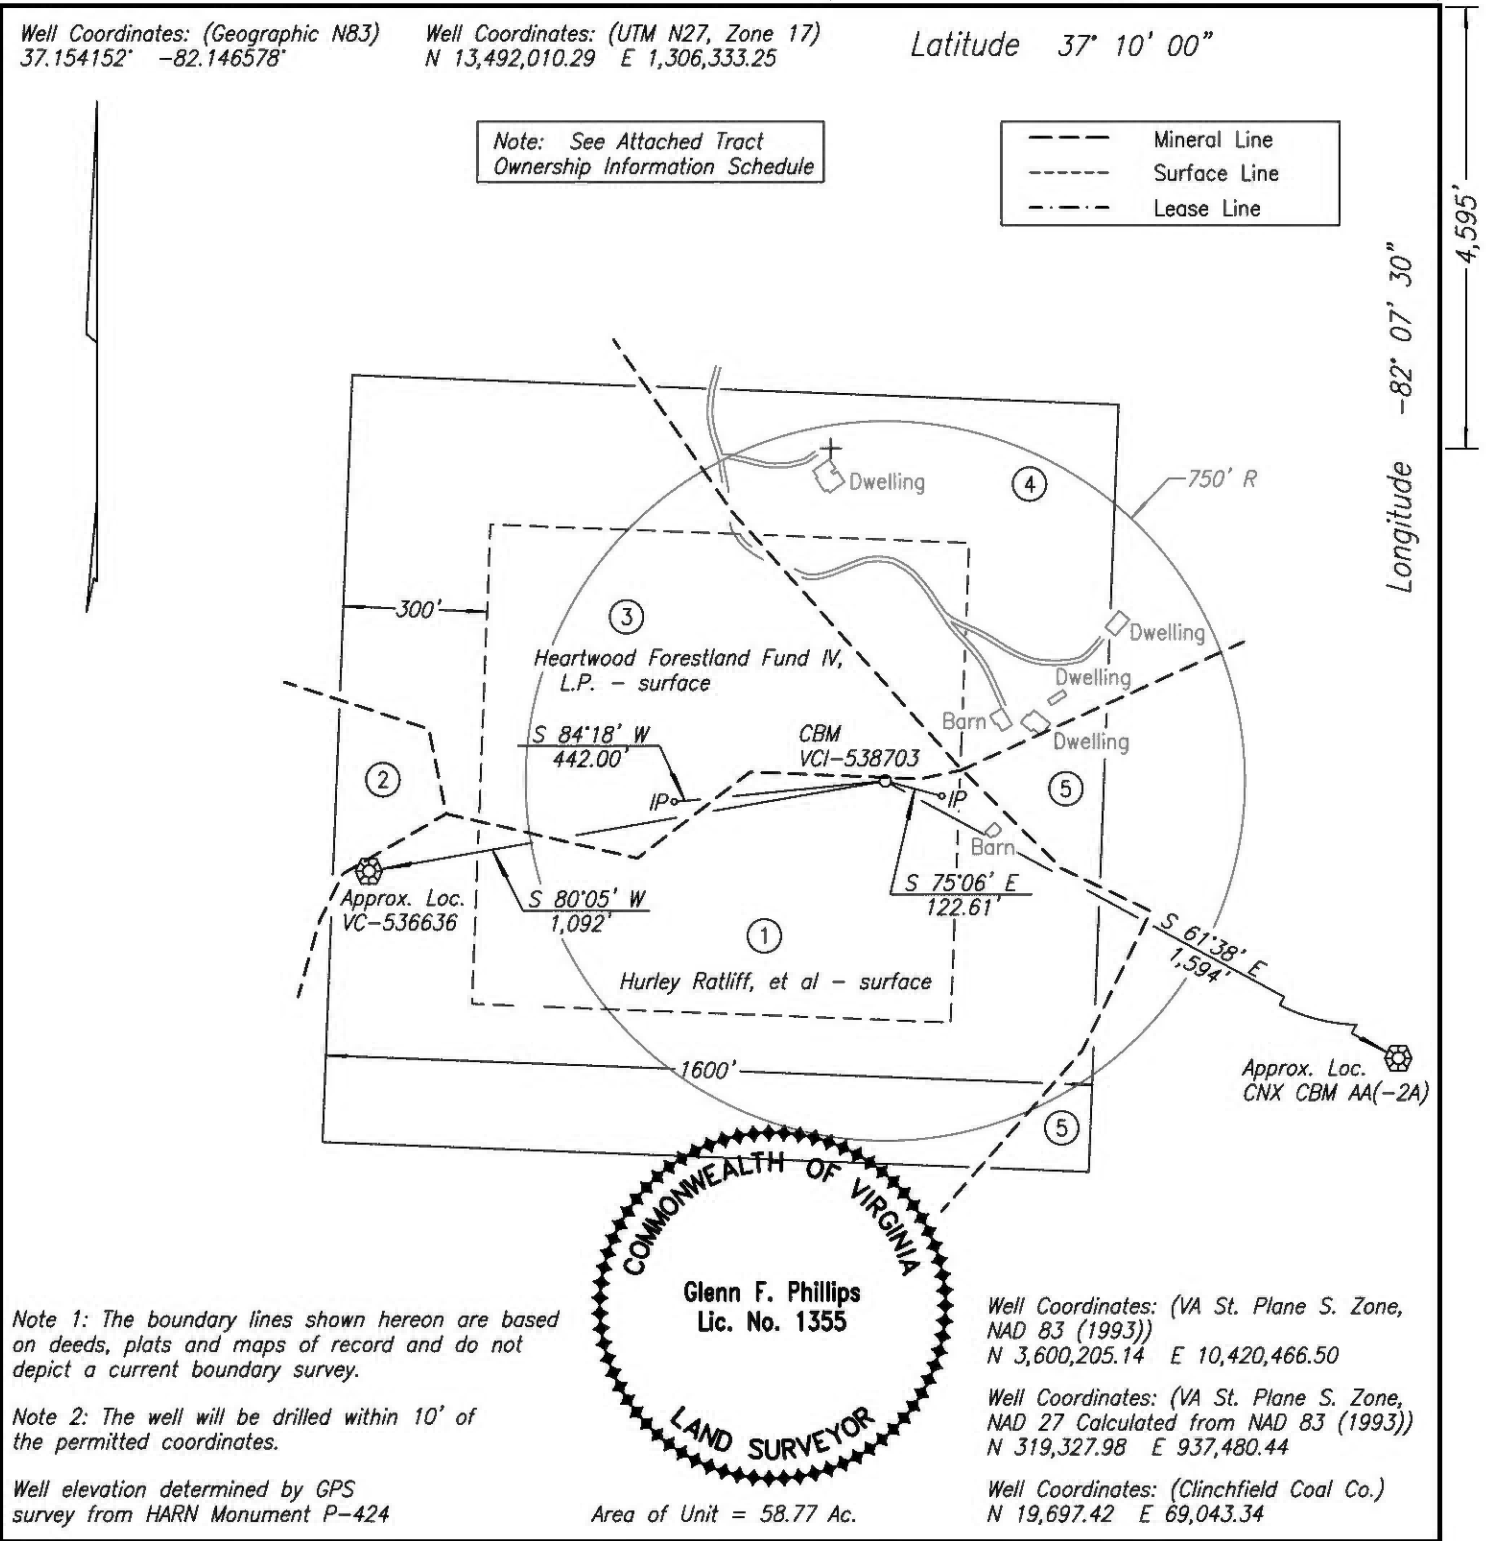 Well Coordinates: (Geographic N83)
37.154152° -82.146578°
Well Coordinates: (UTM N27, Zone 17)
N 13,492,010.29 E 1,306,333.25
Latitude 37° 10' 00"
4,595'
Note: See Attached Tract
Ownership Information Schedule
Mineral Line
Surface Line
Lease Line
Longitude -82° 07' 30"
Dwelling
4
750' R
300'
3
Heartwood Forestland Fund IV,
L.P. - surface
Dwelling
Dwelling
Barn
Dwelling
S 84°18' W
442.00'
CBM
VCI-538703
2
IP
IP
5
Barn
Approx. Loc.
VC-536636
S 80°05' W
1,092'
S 75°06' E
122.61'
1
Hurley Ratliff, et al - surface
S 61°38' E
1,594'
1600'
Approx. Loc.
CNX CBM AA(-2A)
5
COMMONWEALTH OF VIRGINIA
Glenn F. Phillips
Lic. No. 1355
LAND SURVEYOR
Note 1: The boundary lines shown hereon are based
on deeds, plats and maps of record and do not
depict a current boundary survey.
Note 2: The well will be drilled within 10' of
the permitted coordinates.
Well elevation determined by GPS
survey from HARN Monument P-424
Area of Unit = 58.77 Ac.
Well Coordinates: (VA St. Plane S. Zone,
NAD 83 (1993))
N 3,600,205.14 E 10,420,466.50
Well Coordinates: (VA St. Plane S. Zone,
NAD 27 Calculated from NAD 83 (1993))
N 319,327.98 E 937,480.44
Well Coordinates: (Clinchfield Coal Co.)
N 19,697.42 E 69,043.34